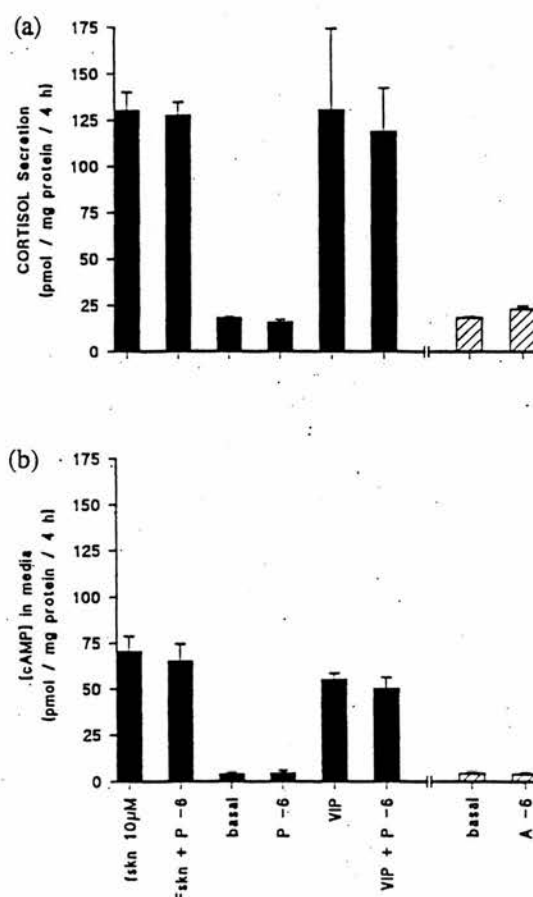 (a)
175
150
125
100
75
50
25
0
CORTISOL Secretion
(pmol / mg protein / 4 h)
(b)
175
150
125
100
75
50
25
0
[cAMP] in media
(pmol / mg protein / 4 h)
fskn 10µM
Fskn + P -6
basal
P -6
VIP
VIP + P -6
basal
A -6